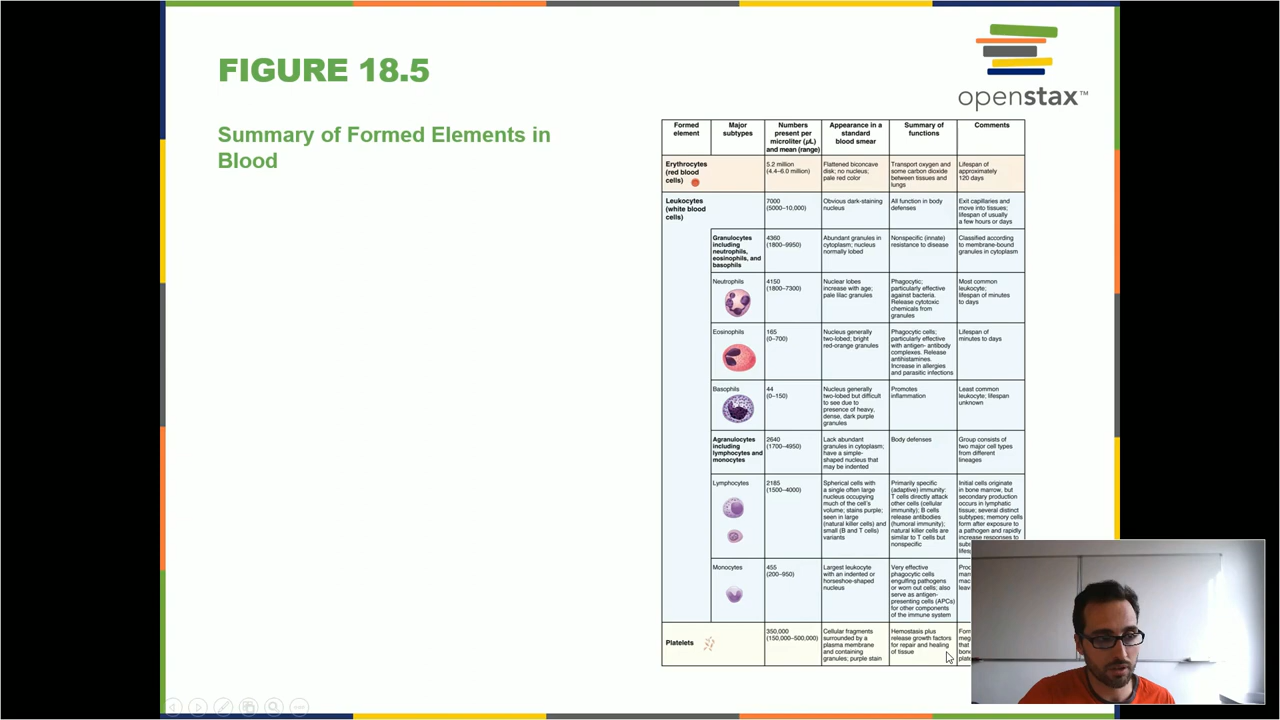 FIGURE 18.5
openstax™
Summary of Formed Elements in
Blood
Formed
element
Major
subtypes
Numbers
present per
microliter (µL)
and mean (range)
Appearance in a
standard
blood smear
Summary of
functions
Comments
Erythrocytes
(red blood
cells)
5.2 million
(4.4–6.0 million)
Flattened biconcave
disk; no nucleus;
pale red color
Transport oxygen and
some carbon dioxide
between tissues and
lungs
Lifespan of
approximately
120 days
Leukocytes
(white blood
cells)
7000
(5000–10,000)
Obvious dark-staining
nucleus
All function in body
defenses
Exit capillaries and
move into tissues;
lifespan of usually
a few hours or days
Granulocytes
including
neutrophils,
eosinophils, and
basophils
4360
(1800–9950)
Abundant granules in
cytoplasm; nucleus
normally lobed
Nonspecific (innate)
resistance to disease
Classified according
to membrane-bound
granules in cytoplasm
Neutrophils
4150
(1800–7300)
Nuclear lobes
increase with age;
pale lilac granules
Phagocytic;
particularly effective
against bacteria.
Release cytotoxic
chemicals from
granules
Most common
leukocyte;
lifespan of minutes
to days
Eosinophils
165
(0–700)
Nucleus generally
two-lobed; bright
red-orange granules
Phagocytic cells;
particularly effective
with antigen- antibody
complexes. Release
antihistamines.
Increase in allergies
and parasitic infections
Lifespan of
minutes to days
Basophils
44
(0–150)
Nucleus generally
two-lobed but difficult
to see due to
presence of heavy,
dense, dark purple
granules
Promotes
inflammation
Least common
leukocyte; lifespan
unknown
Agranulocytes
including
lymphocytes and
monocytes
2640
(1700–4950)
Lack abundant
granules in cytoplasm;
have a simple-
shaped nucleus that
may be indented
Body defenses
Group consists of
two major cell types
from different
lineages
Lymphocytes
2185
(1500–4000)
Spherical cells with
a single often large
nucleus occupying
much of the cell's
volume; stains purple;
seen in large
(natural killer cells) and
small (B and T cells)
variants
Primarily specific
(adaptive) immunity:
T cells directly attack
other cells (cellular
immunity); B cells
release antibodies
(humoral immunity);
natural killer cells are
similar to T cells but
nonspecific
Initial cells originate
in bone marrow, but
secondary production
occurs in lymphatic
tissue; several distinct
subtypes; memory cells
form after exposure to
a pathogen and rapidly
increase responses to
Monocytes
455
(200–950)
Largest leukocyte
with an indented or
horseshoe-shaped
nucleus
Very effective
phagocytic cells
engulfing pathogens
or worn out cells; also
serve as antigen-
presenting cells (APCs)
for other components
of the immune system
Platelets
350,000
(150,000–500,000)
Cellular fragments
surrounded by a
plasma membrane
and containing
granules; purple stain
Hemostasis plus
release growth factors
for repair and healing
of tissue
that